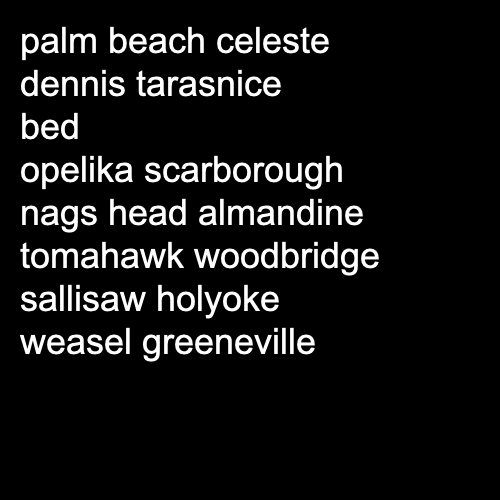 palm beach celeste
dennis tarasnice
bed
opelika scarborough
nags head almandine
tomahawk woodbridge
sallisaw holyoke
weasel greeneville